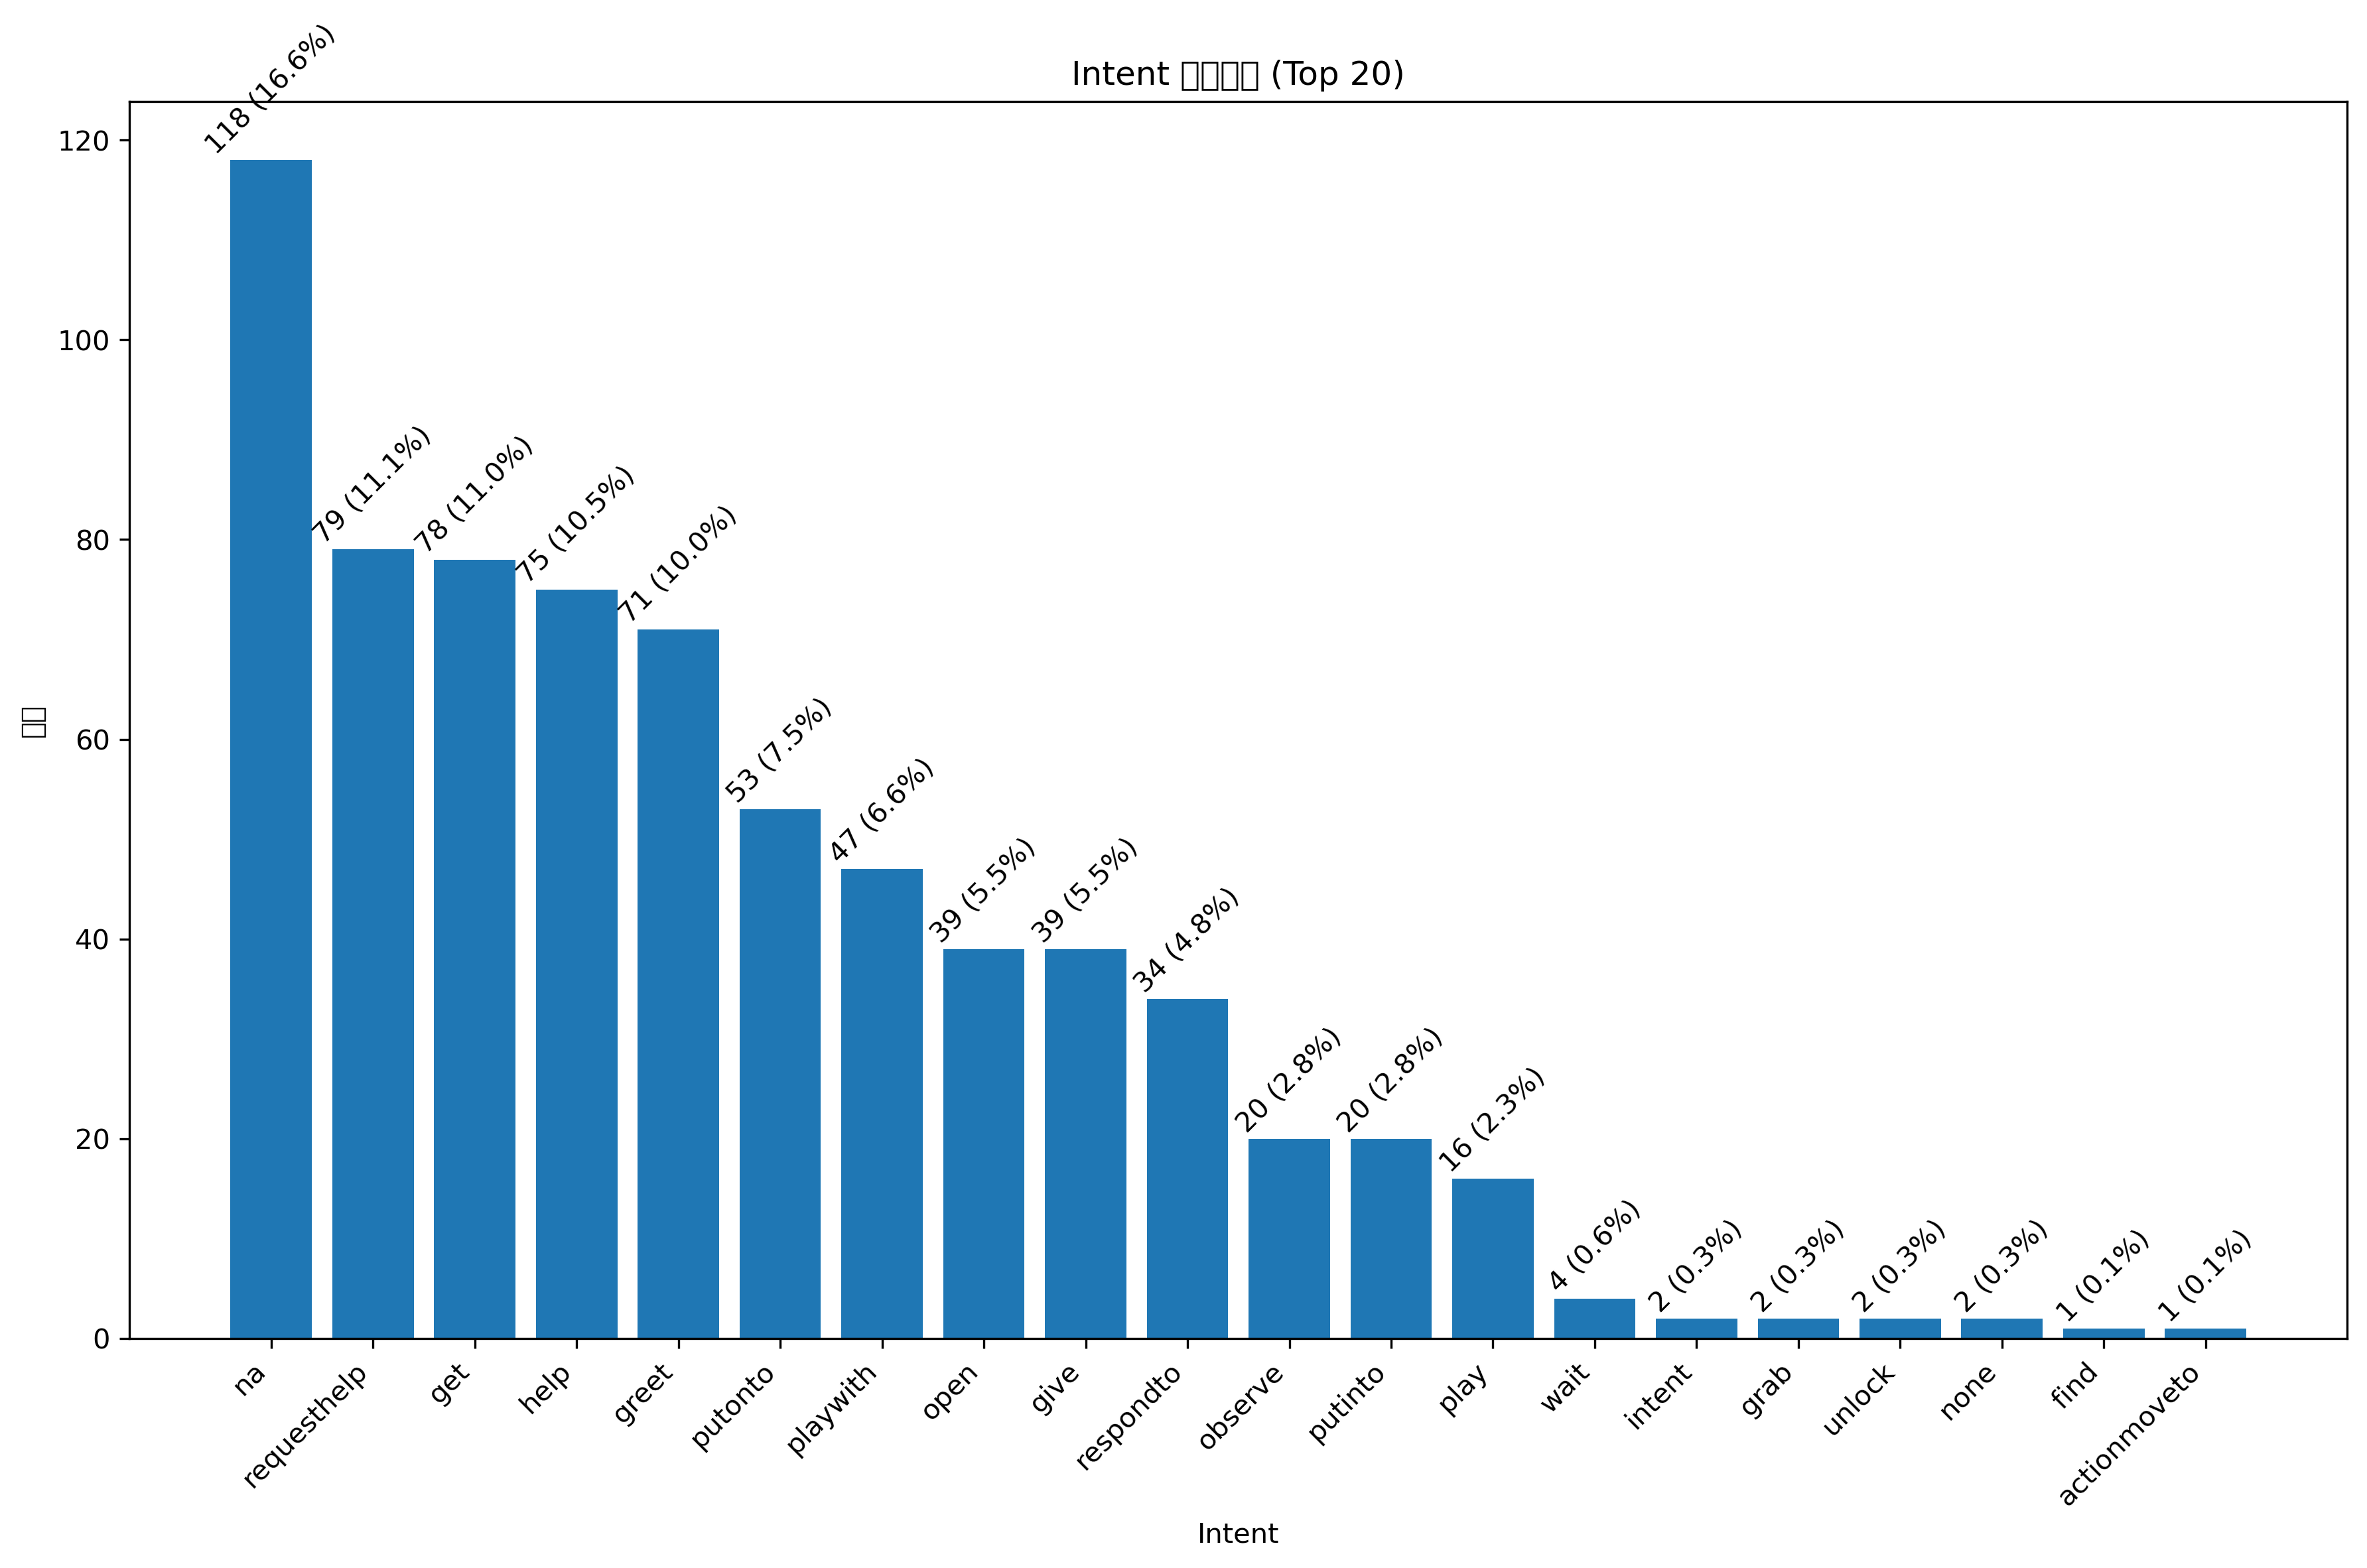 Intent (Top 20)
118 (16.6%)
79 (11.1%)
78 (11.0%)
75 (10.5%)
71 (10.0%)
53 (7.5%)
47 (6.6%)
39 (5.5%)
39 (5.5%)
34 (4.8%)
20 (2.8%)
20 (2.8%)
16 (2.3%)
4 (0.6%)
2 (0.3%)
2 (0.3%)
2 (0.3%)
2 (0.3%)
1 (0.1%)
1 (0.1%)
120
100
80
60
40
20
0
na
requesthelp
get
help
greet
putonto
playwith
open
give
respondto
observe
putinto
play
wait
intent
grab
unlock
none
find
actionmoveto
Intent